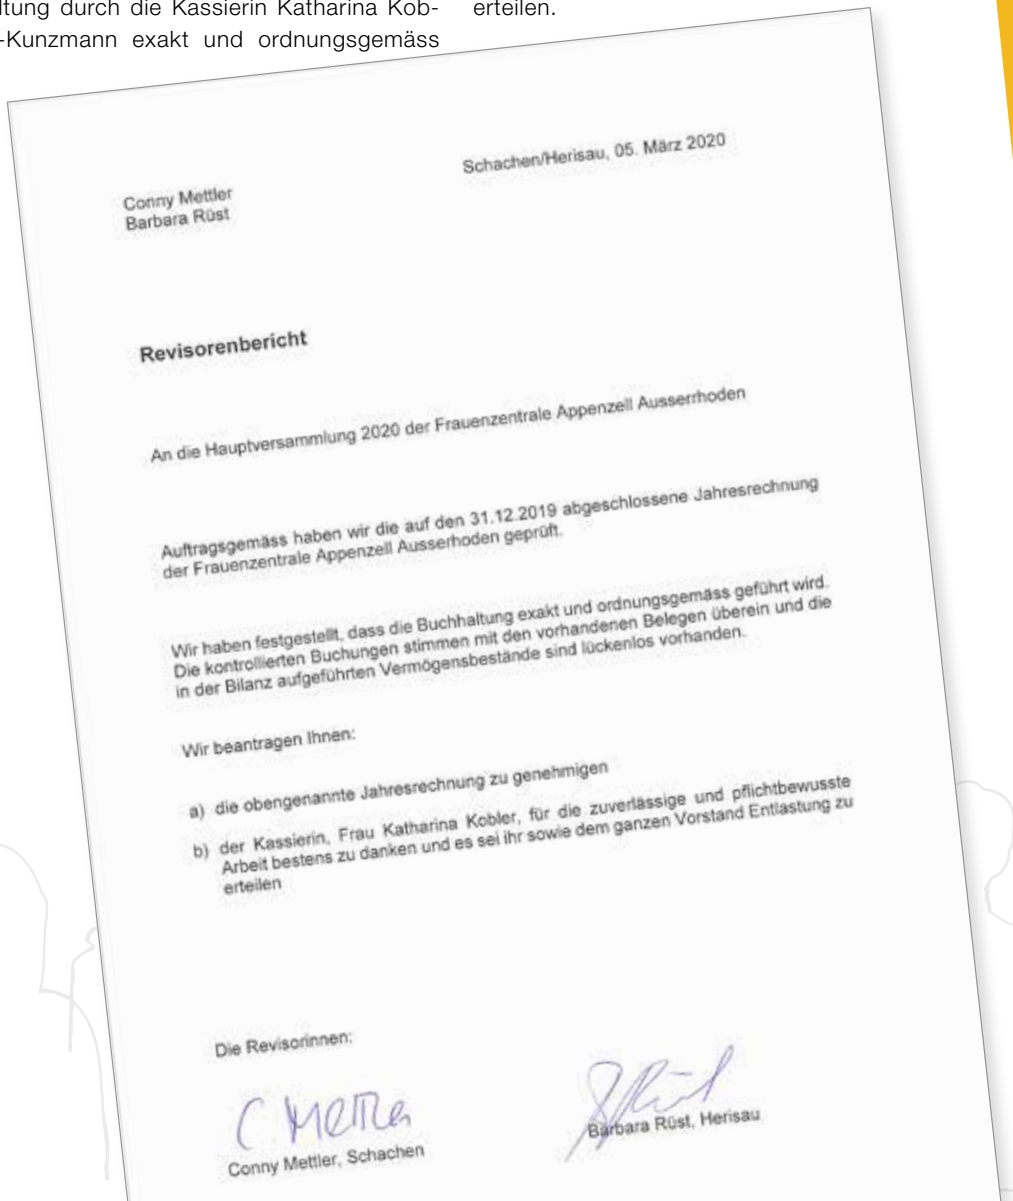 ltung durch die Kassierin Katharina Kob-
-Kunzmann exakt und ordnungsgemäss
erteilen.
Schachen/Herisau, 05. März 2020
Conny Mettler
Barbara Rüst
Revisorenbericht
An die Hauptversammlung 2020 der Frauenzentrale Appenzell Ausserrhoden
Auftragsgemäss haben wir die auf den 31.12.2019 abgeschlossene Jahresrechnung
der Frauenzentrale Appenzell Ausserhoden geprüft.
Wir haben festgestellt, dass die Buchhaltung exakt und ordnungsgemäss geführt wird.
Die kontrollierten Buchungen stimmen mit den vorhandenen Belegen überein und die
in der Bilanz aufgeführten Vermögensbestände sind lückenlos vorhanden.
Wir beantragen Ihnen:
a) die obengenannte Jahresrechnung zu genehmigen
b) der Kassierin, Frau Katharina Kobler, für die zuverlässige und pflichtbewusste
Arbeit bestens zu danken und es sei ihr sowie dem ganzen Vorstand Entlastung zu
erteilen
Die Revisorinnen:
C. Mettler
Conny Mettler, Schachen
Barbara Rüst, Herisau